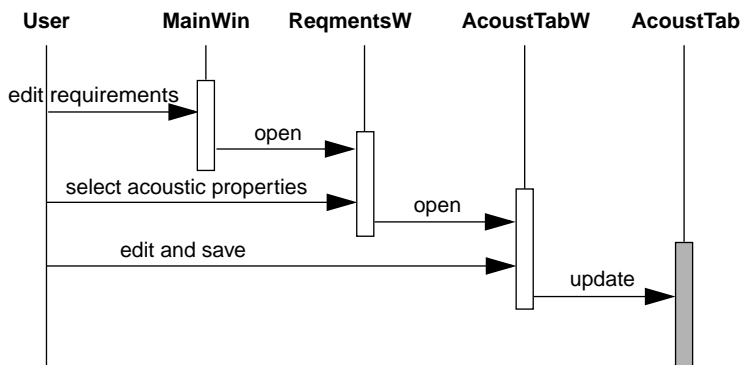 User MainWin ReqmentsW AcoustTabW AcoustTab
edit requirements
open
select acoustic properties
open
edit and save
update